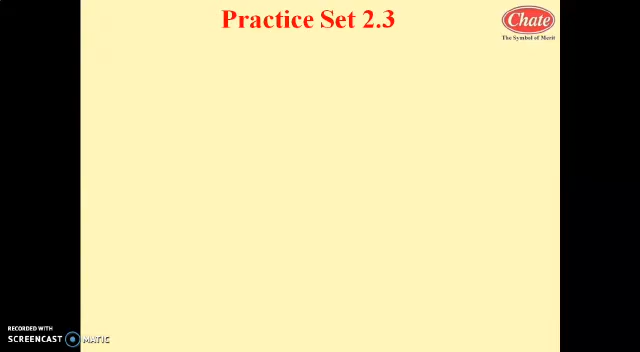 Practice Set 2.3
Chate
The Symbol of Merit
RECORDED WITH
SCREENCAST MATIC